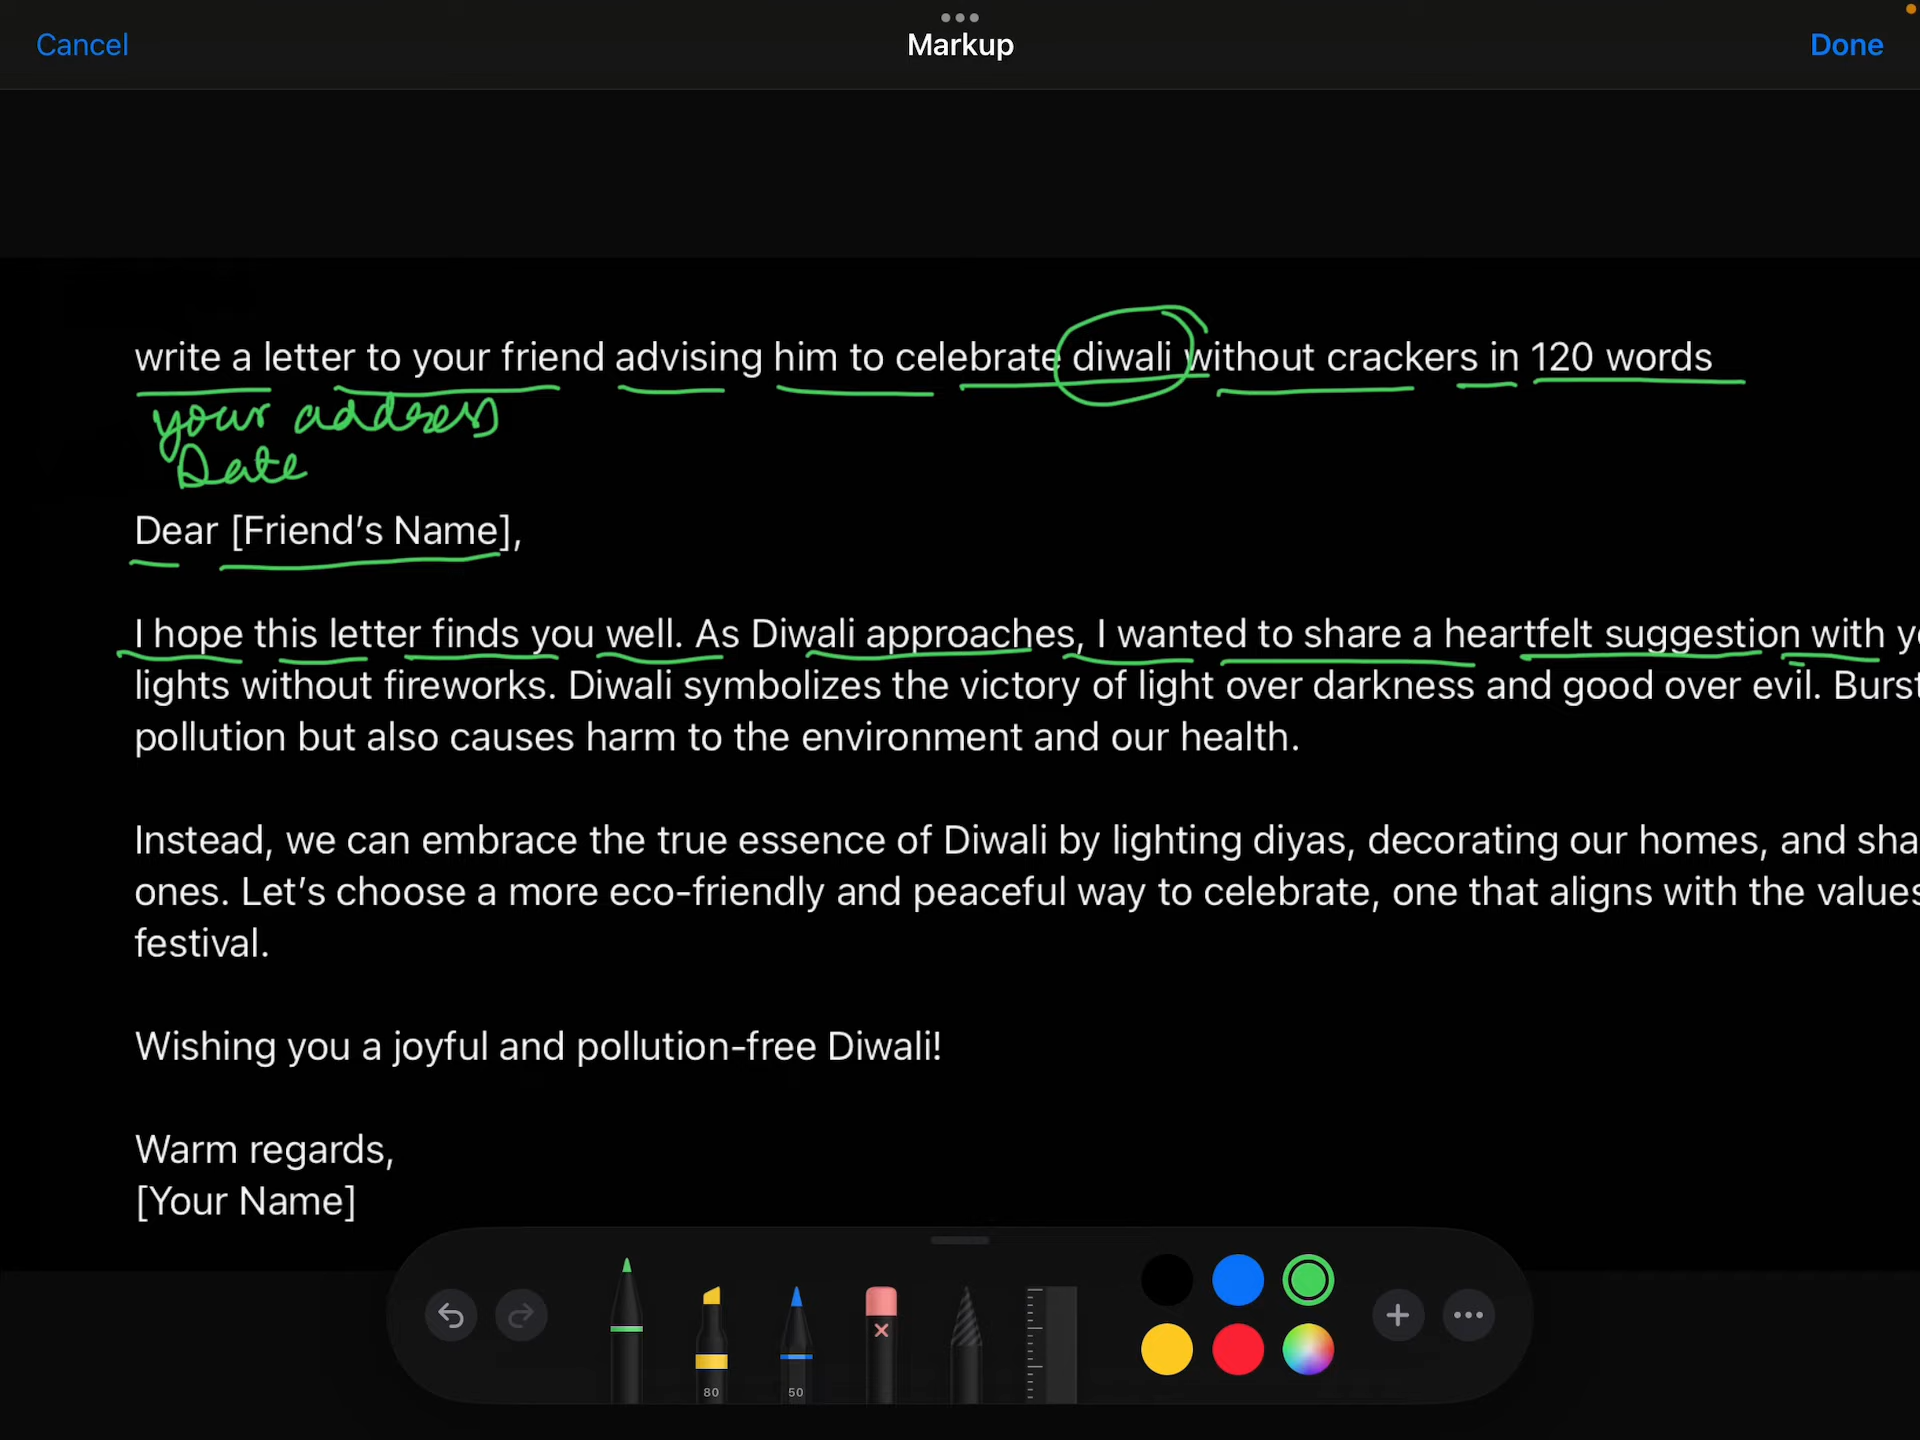 Cancel
Markup
Done
write a letter to your friend advising him to celebrate diwali without crackers in 120 words
your address
Date
Dear [Friend’s Name],
I hope this letter finds you well. As Diwali approaches, I wanted to share a heartfelt suggestion with
lights without fireworks. Diwali symbolizes the victory of light over darkness and good over evil. Burst
pollution but also causes harm to the environment and our health.
Instead, we can embrace the true essence of Diwali by lighting diyas, decorating our homes, and sha
ones. Let’s choose a more eco-friendly and peaceful way to celebrate, one that aligns with the values
festival.
Wishing you a joyful and pollution-free Diwali!
Warm regards,
[Your Name]
80
50